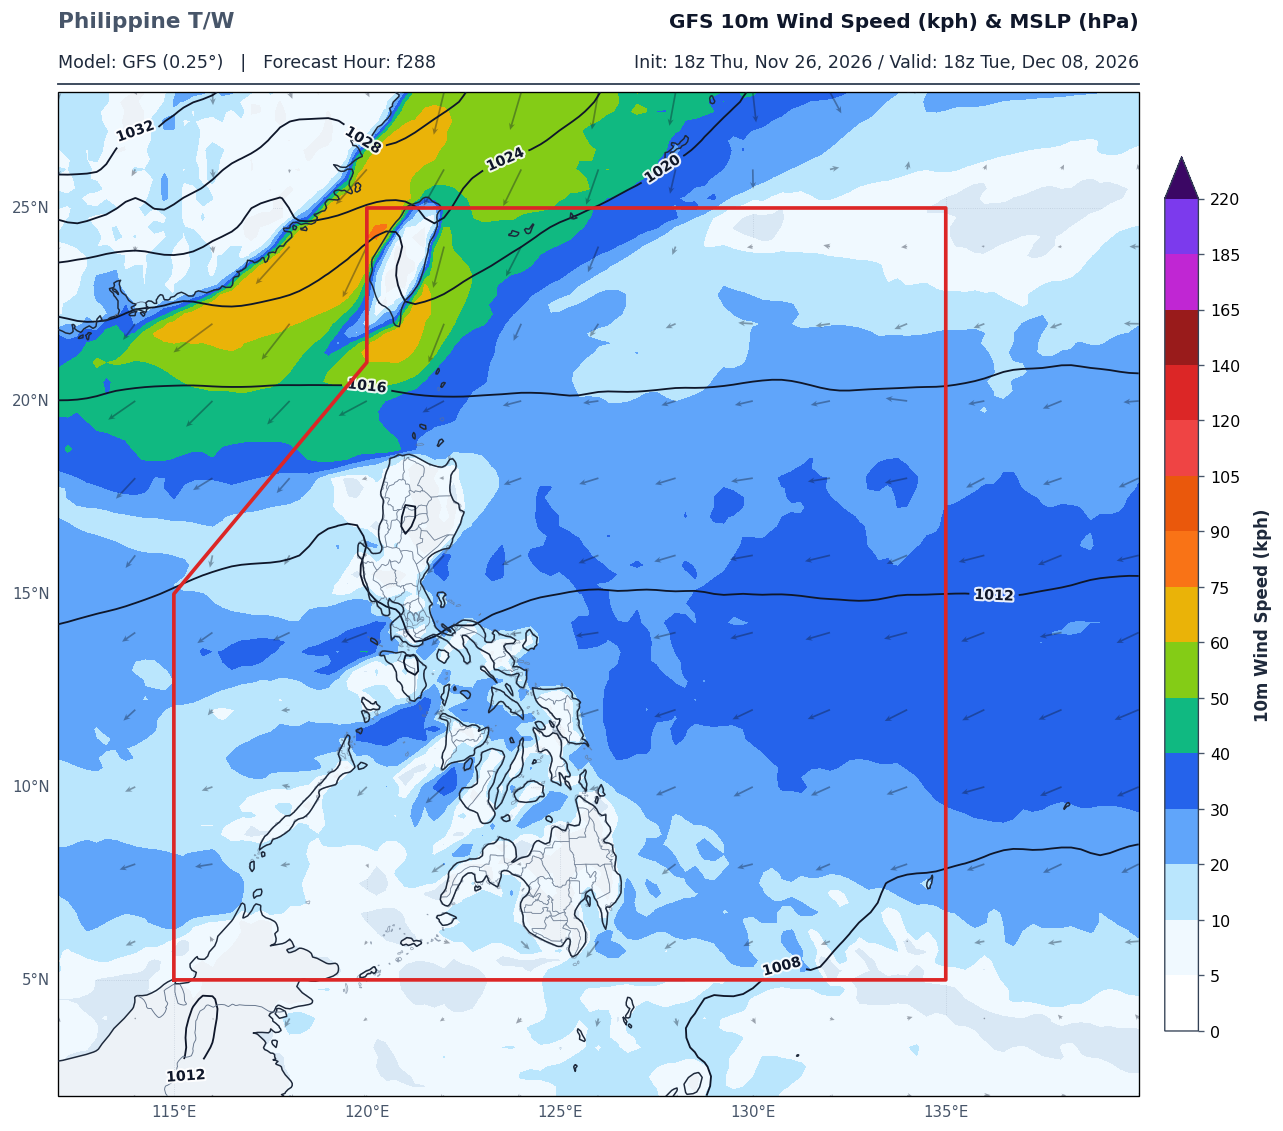 Philippine T/W
GFS 10m Wind Speed (kph) & MSLP (hPa)
Model: GFS (0.25°) | Forecast Hour: f288
Init: 18z Thu, Nov 26, 2026 / Valid: 18z Tue, Dec 08, 2026
1032
1028
1024
1020
1016
1012
1008
1012
25°N
20°N
15°N
10°N
5°N
115°E
120°E
125°E
130°E
135°E
220
185
165
140
120
105
90
75
60
50
40
30
20
10
5
0
10m Wind Speed (kph)